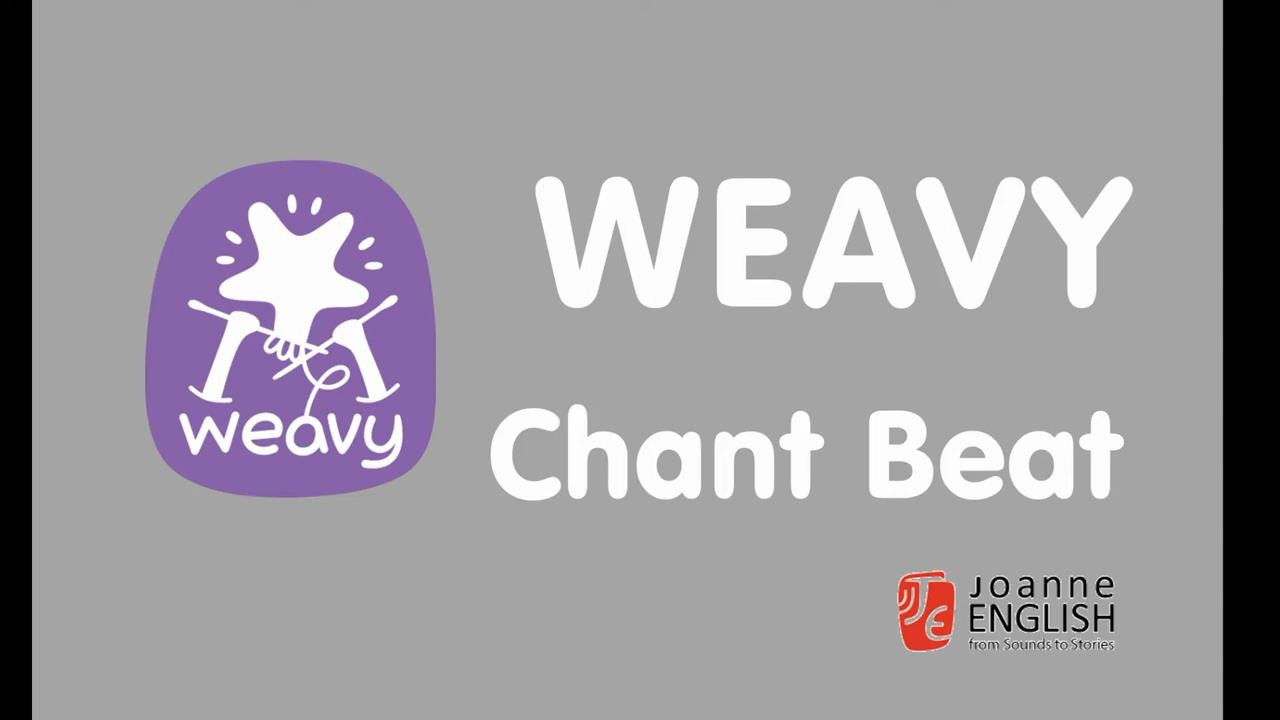 weavy
WEAVY
Chant Beat
Joanne
ENGLISH
from Sounds to Stories